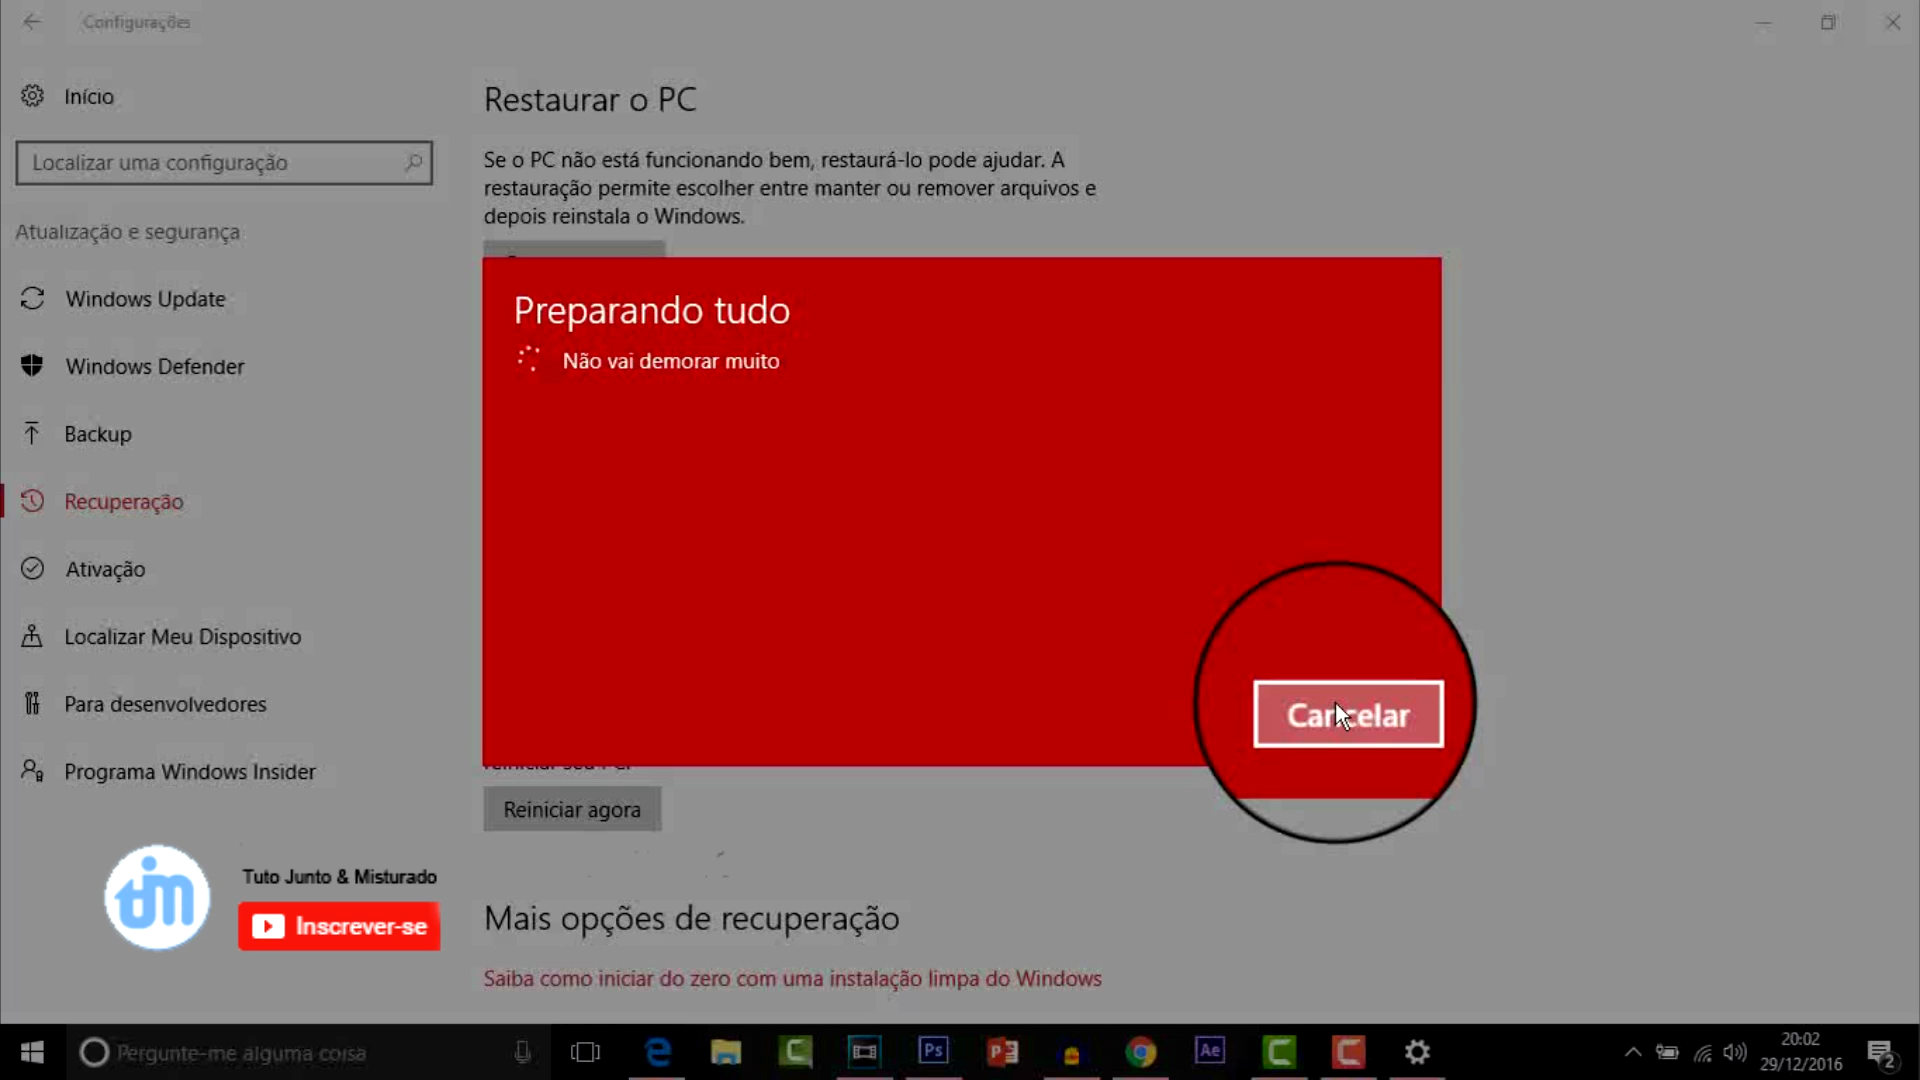 Configurações
Início
Localizar uma configuração
Atualização e segurança
Windows Update
Windows Defender
Backup
Recuperação
Ativação
Localizar Meu Dispositivo
Para desenvolvedores
Programa Windows Insider
Tuto Junto & Misturado
Inscrever-se
Restaurar o PC
Se o PC não está funcionando bem, restaurá-lo pode ajudar. A
restauração permite escolher entre manter ou remover arquivos e
depois reinstala o Windows.
Preparando tudo
Não vai demorar muito
Cancelar
Reiniciar agora
Mais opções de recuperação
Saiba como iniciar do zero com uma instalação limpa do Windows
Pergunte-me alguma coisa
Ps
Ae
20:02
29/12/2016
2